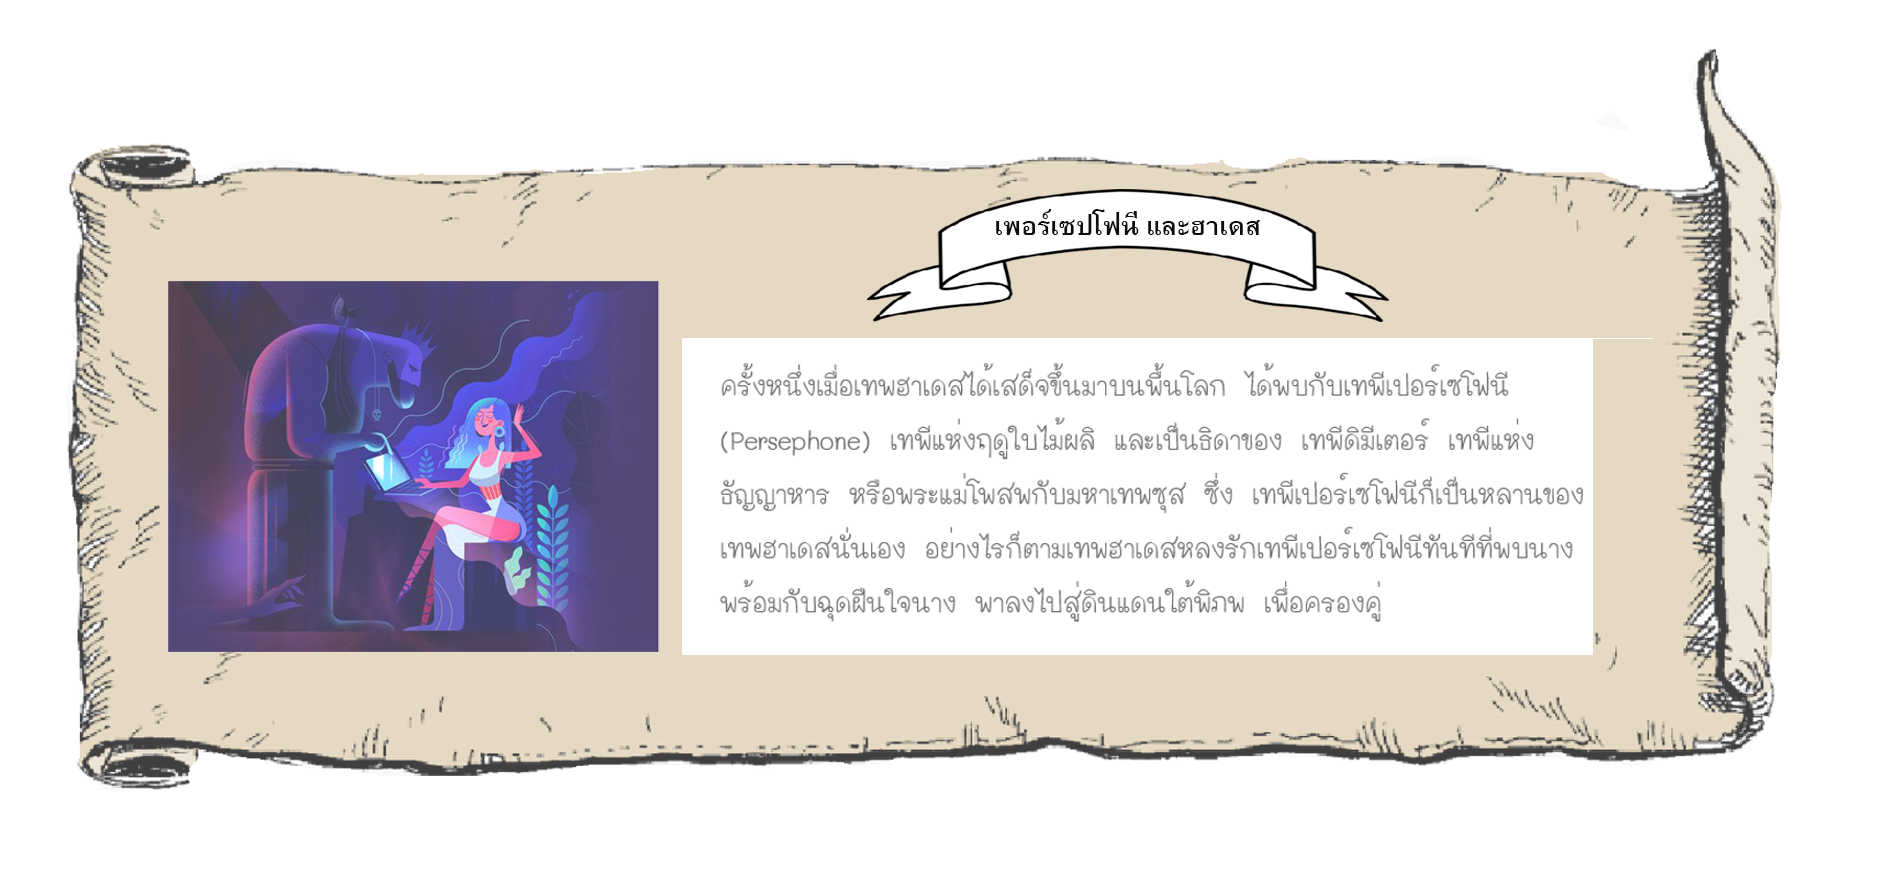 เพอร์เซปโฟนี และฮาเดส
ครั้งหนึ่งเมื่อเทพฮาเดสได้เสด็จขึ้นมาบนพื้นโลก ได้พบกับเทพีเปอร์เซโฟนี
(Persephone) เทพีแห่งฤดูใบไม้ผลิ และเป็นธิดาของ เทพีดิมีเตอร์ เทพีแห่ง
ธัญญาหาร หรือพระแม่โพสพกับมหาเทพซุส ซึ่ง เทพีเปอร์เซโฟนีก็เป็นหลานของ
เทพฮาเดสนั่นเอง อย่างไรก็ตามเทพฮาเดสหลงรักเทพีเปอร์เซโฟนีทันทีที่พบนาง
พร้อมกับฉุดฝืนใจนาง พาลงไปสู่ดินแดนใต้พิภพ เพื่อครองคู่